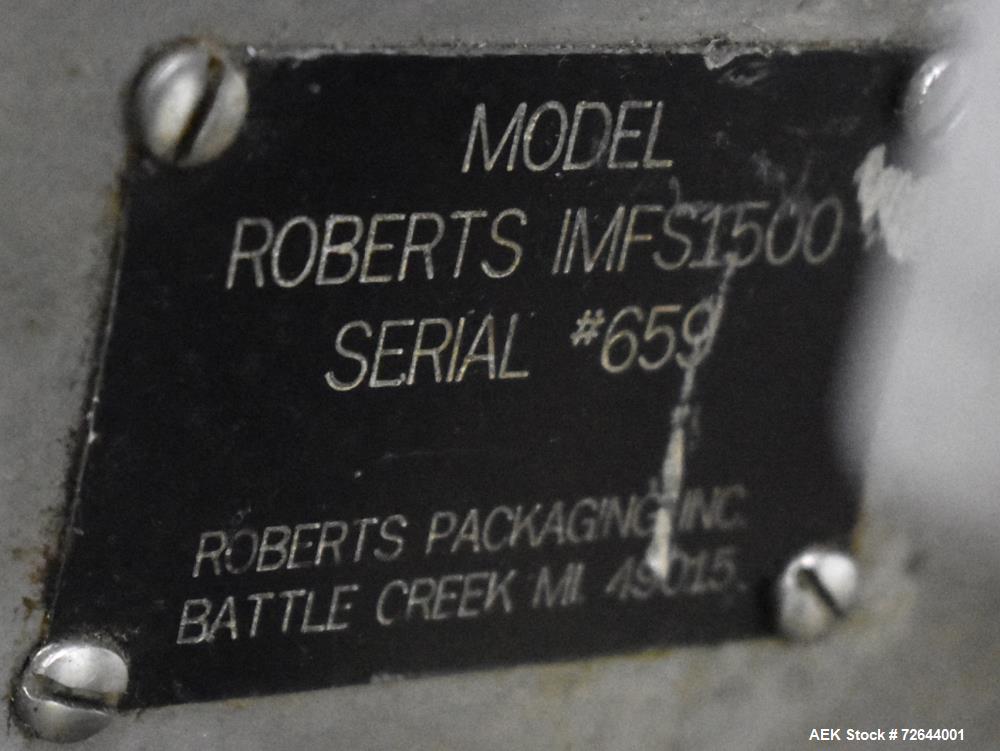 MODEL
ROBERTS IMFS1500
SERIAL #659
ROBERTS PACKAGING, INC.
BATTLE CREEK MI. 49015.
AEK Stock # 72644001